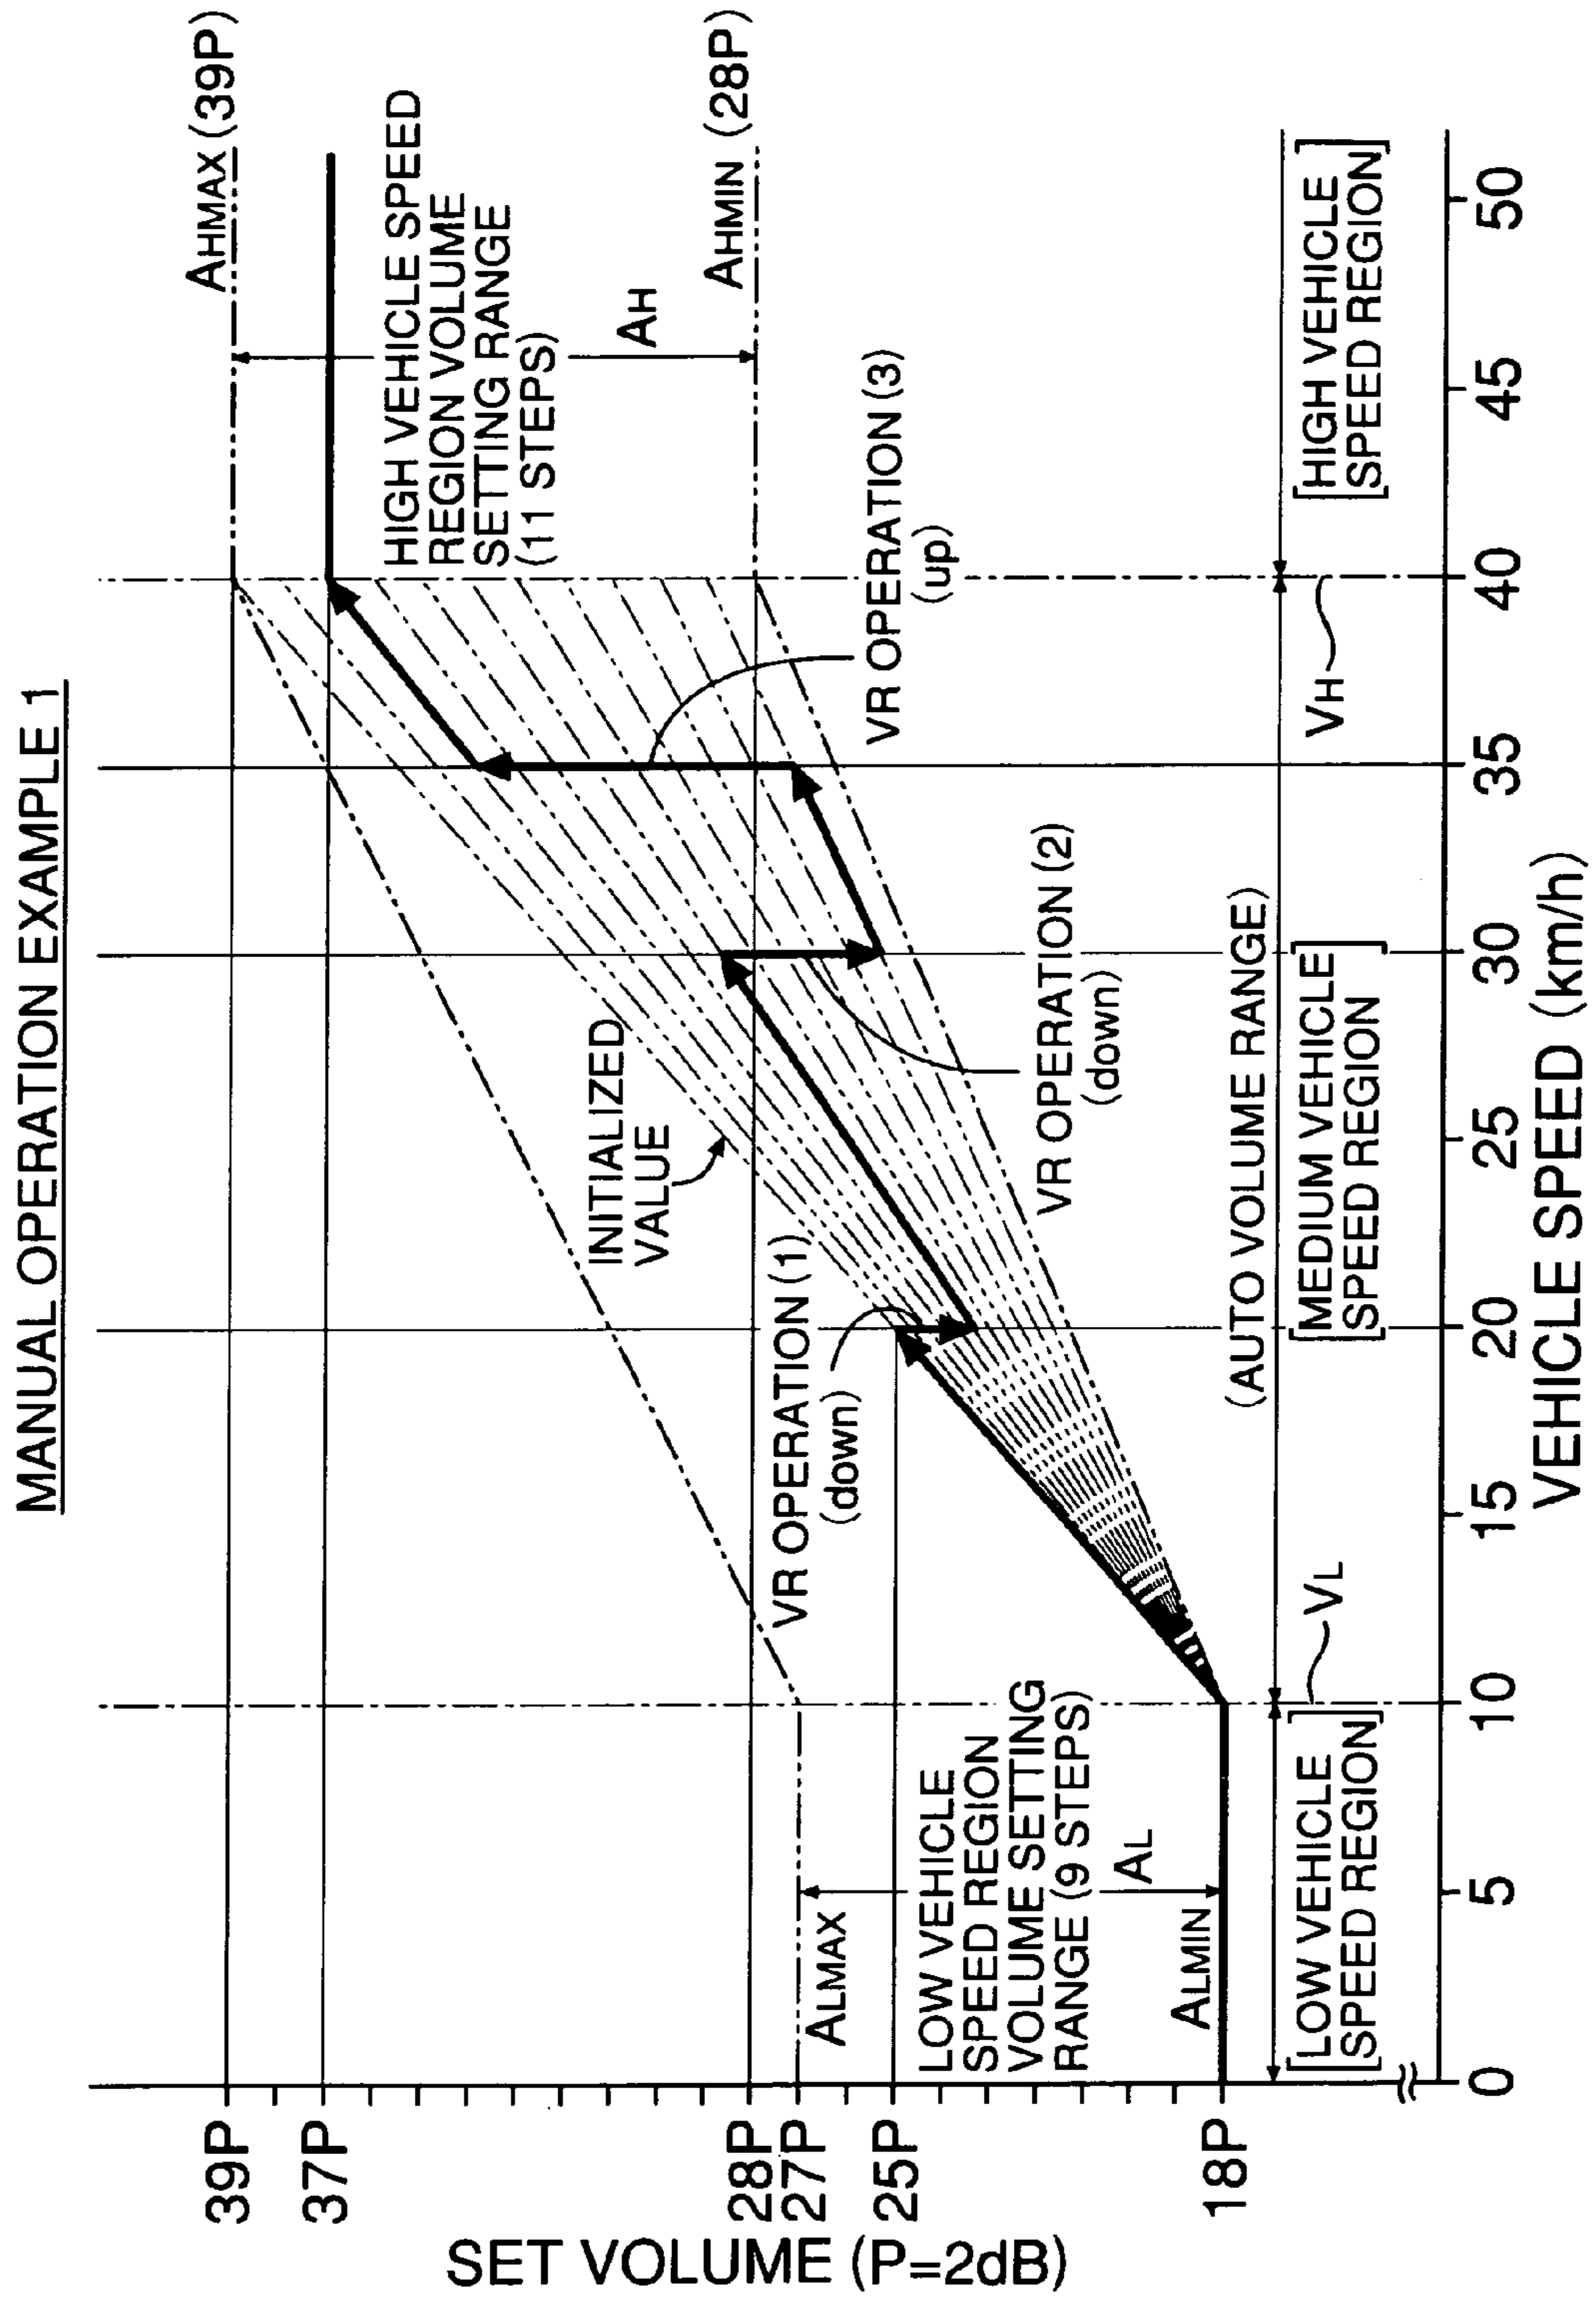 MANUAL OPERATION EXAMPLE 1
AHMAX (39P)
HIGH VEHICLE SPEED
REGION VOLUME
SETTING RANGE
(11 STEPS)
AH
AHMIN (28P)
VR OPERATION (3)
(up)
INITIALIZED
VALUE
VR OPERATION (1)
(down)
VR OPERATION (2)
(down)
ALMAX
LOW VEHICLE
SPEED REGION
VOLUME SETTING
RANGE (9 STEPS)
AL
ALMIN
(AUTO VOLUME RANGE)
[LOW VEHICLE
SPEED REGION]
VL
[MEDIUM VEHICLE
SPEED REGION]
VH
[HIGH VEHICLE
SPEED REGION]
39P
37P
28P
27P
25P
18P
SET VOLUME (P=2dB)
0 5 10 15 20 25 30 35 40 45 50
VEHICLE SPEED (km/h)